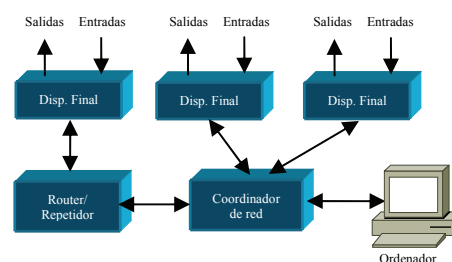 Salidas Entradas Salidas Entradas Salidas Entradas
Disp. Final Disp. Final Disp. Final
Router/
Repetidor
Coordinador
de red
Ordenador